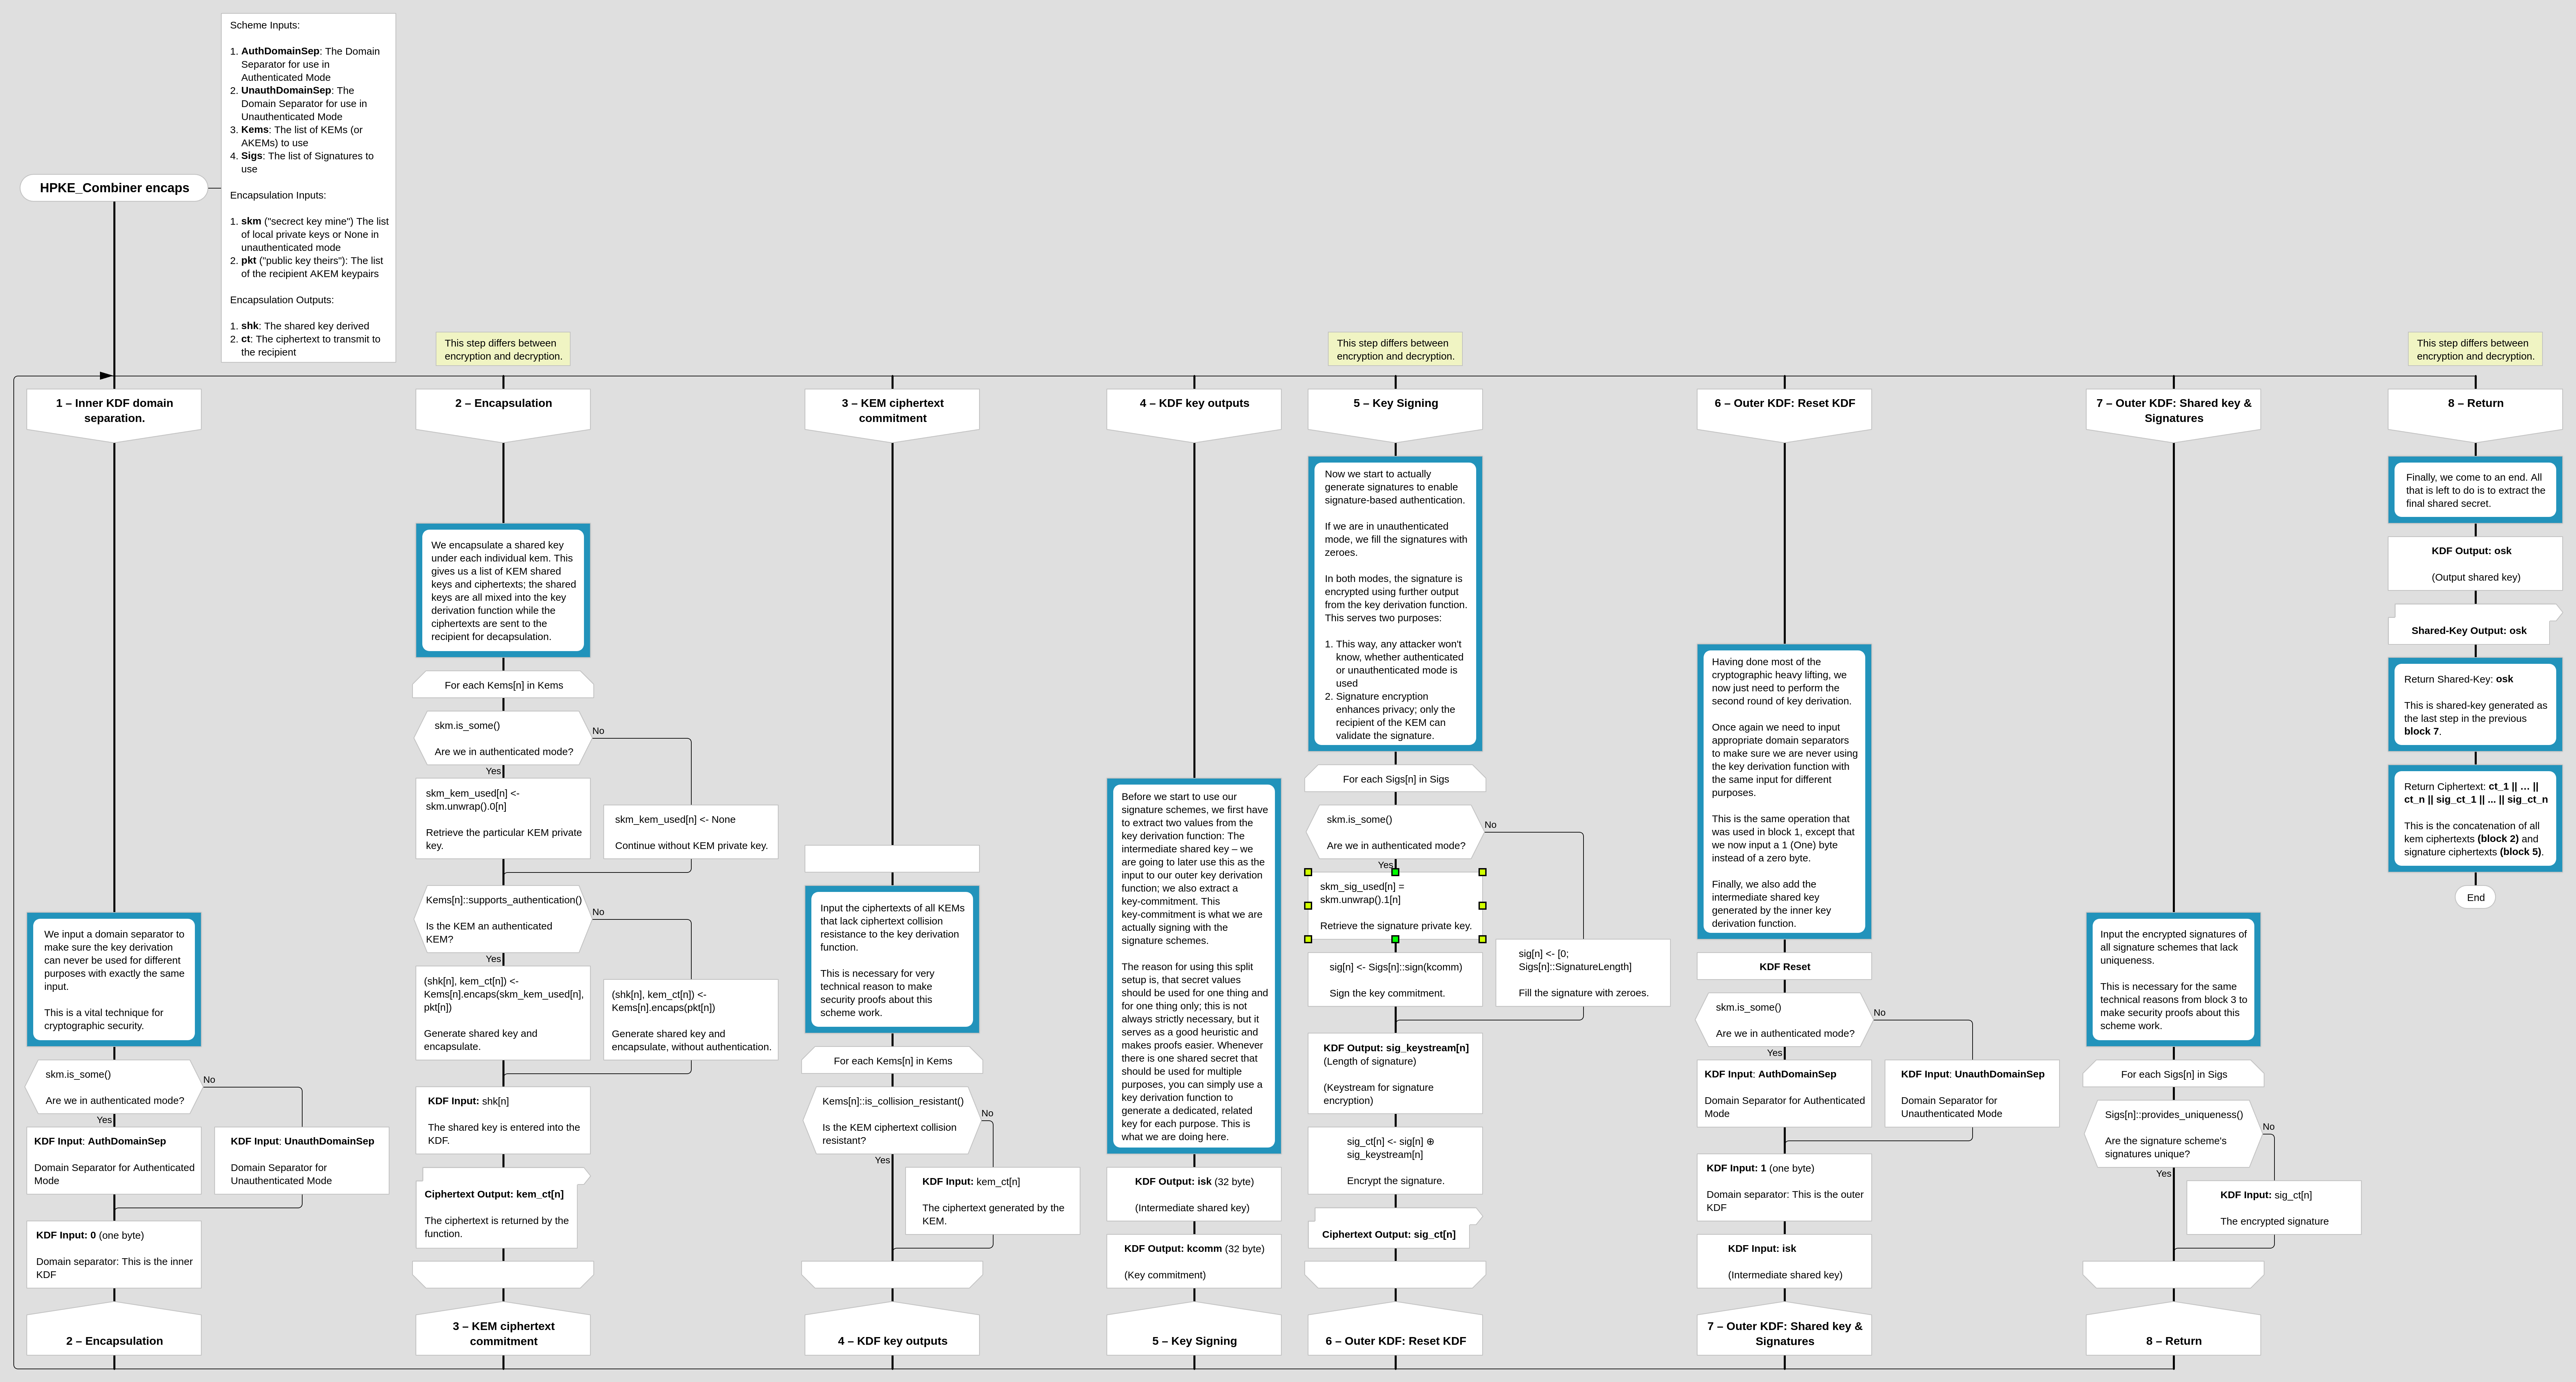 HPKE_Combiner encaps
Scheme Inputs:
1. AuthDomainSep: The Domain
Separator for use in
Authenticated Mode
2. UnauthDomainSep: The
Domain Separator for use in
Unauthenticated Mode
3. Kems: The list of KEMs (or
AKEMs) to use
4. Sigs: The list of Signatures to
use
Encapsulation Inputs:
1. skm ("secrect key mine") The list
of local private keys or None in
unauthenticated mode
2. pkt ("public key theirs"): The list
of the recipient AKEM keypairs
Encapsulation Outputs:
1. shk: The shared key derived
2. ct: The ciphertext to transmit to
the recipient
1 – Inner KDF domain
separation.
We input a domain separator to
make sure the key derivation
can never be used for different
purposes with exactly the same
input.
This is a vital technique for
cryptographic security.
skm.is_some()
Are we in authenticated mode?
No
Yes
KDF Input: AuthDomainSep
Domain Separator for Authenticated
Mode
KDF Input: UnauthDomainSep
Domain Separator for
Unauthenticated Mode
KDF Input: 0 (one byte)
Domain separator: This is the inner
KDF
2 – Encapsulation
This step differs between
encryption and decryption.
2 – Encapsulation
We encapsulate a shared key
under each individual kem. This
gives us a list of KEM shared
keys and ciphertexts; the shared
keys are all mixed into the key
derivation function while the
ciphertexts are sent to the
recipient for decapsulation.
For each Kems[n] in Kems
skm.is_some()
Are we in authenticated mode?
No
Yes
skm_kem_used[n] <-
skm.unwrap().0[n]
Retrieve the particular KEM private
key.
skm_kem_used[n] <- None
Continue without KEM private key.
Kems[n]::supports_authentication()
Is the KEM an authenticated
KEM?
No
Yes
(shk[n], kem_ct[n]) <-
Kems[n].encaps(skm_kem_used[n],
pkt[n])
Generate shared key and
encapsulate.
(shk[n], kem_ct[n]) <-
Kems[n].encaps(pkt[n])
Generate shared key and
encapsulate, without authentication.
KDF Input: shk[n]
The shared key is entered into the
KDF.
Ciphertext Output: kem_ct[n]
The ciphertext is returned by the
function.
3 – KEM ciphertext
commitment
3 – KEM ciphertext
commitment
Input the ciphertexts of all KEMs
that lack ciphertext collision
resistance to the key derivation
function.
This is necessary for very
technical reason to make
security proofs about this
scheme work.
For each Kems[n] in Kems
Kems[n]::is_collision_resistant()
Is the KEM ciphertext collision
resistant?
No
Yes
KDF Input: kem_ct[n]
The ciphertext generated by the
KEM.
4 – KDF key outputs
4 – KDF key outputs
Before we start to use our
signature schemes, we first have
to extract two values from the
key derivation function: The
intermediate shared key – we
are going to later use this as the
input to our outer key derivation
function; we also extract a
key-commitment. This
key-commitment is what we are
actually signing with the
signature schemes.
The reason for using this split
setup is, that secret values
should be used for one thing and
for one thing only; this is not
always strictly necessary, but it
serves as a good heuristic and
makes proofs easier. Whenever
there is one shared secret that
should be used for multiple
purposes, you can simply use a
key derivation function to
generate a dedicated, related
key for each purpose. This is
what we are doing here.
KDF Output: isk (32 byte)
(Intermediate shared key)
KDF Output: kcomm (32 byte)
(Key commitment)
5 – Key Signing
This step differs between
encryption and decryption.
5 – Key Signing
Now we start to actually
generate signatures to enable
signature-based authentication.
If we are in unauthenticated
mode, we fill the signatures with
zeroes.
In both modes, the signature is
encrypted using further output
from the key derivation function.
This serves two purposes:
1. This way, any attacker won't
know, whether authenticated
or unauthenticated mode is
used
2. Signature encryption
enhances privacy; only the
recipient of the KEM can
validate the signature.
For each Sigs[n] in Sigs
skm.is_some()
Are we in authenticated mode?
No
Yes
skm_sig_used[n] =
skm.unwrap().1[n]
Retrieve the signature private key.
sig[n] <- Sigs[n]::sign(kcomm)
Sign the key commitment.
sig[n] <- [0;
Sigs[n]::SignatureLength]
Fill the signature with zeroes.
KDF Output: sig_keystream[n]
(Length of signature)
(Keystream for signature
encryption)
sig_ct[n] <- sig[n] ⊕
sig_keystream[n]
Encrypt the signature.
Ciphertext Output: sig_ct[n]
6 – Outer KDF: Reset KDF
6 – Outer KDF: Reset KDF
Having done most of the
cryptographic heavy lifting, we
now just need to perform the
second round of key derivation.
Once again we need to input
appropriate domain separators
to make sure we are never using
the key derivation function with
the same input for different
purposes.
This is the same operation that
was used in block 1, except that
we now input a 1 (One) byte
instead of a zero byte.
Finally, we also add the
intermediate shared key
generated by the inner key
derivation function.
KDF Reset
skm.is_some()
Are we in authenticated mode?
No
Yes
KDF Input: AuthDomainSep
Domain Separator for Authenticated
Mode
KDF Input: UnauthDomainSep
Domain Separator for
Unauthenticated Mode
KDF Input: 1 (one byte)
Domain separator: This is the outer
KDF
KDF Input: isk
(Intermediate shared key)
7 – Outer KDF: Shared key &
Signatures
7 – Outer KDF: Shared key &
Signatures
Input the encrypted signatures of
all signature schemes that lack
uniqueness.
This is necessary for the same
technical reasons from block 3 to
make security proofs about this
scheme work.
For each Sigs[n] in Sigs
Sigs[n]::provides_uniqueness()
Are the signature scheme's
signatures unique?
No
Yes
KDF Input: sig_ct[n]
The encrypted signature
8 – Return
This step differs between
encryption and decryption.
8 – Return
Finally, we come to an end. All
that is left to do is to extract the
final shared secret.
KDF Output: osk
(Output shared key)
Shared-Key Output: osk
Return Shared-Key: osk
This is shared-key generated as
the last step in the previous
block 7.
Return Ciphertext: ct_1 || … ||
ct_n || sig_ct_1 || ... || sig_ct_n
This is the concatenation of all
kem ciphertexts (block 2) and
signature ciphertexts (block 5).
End